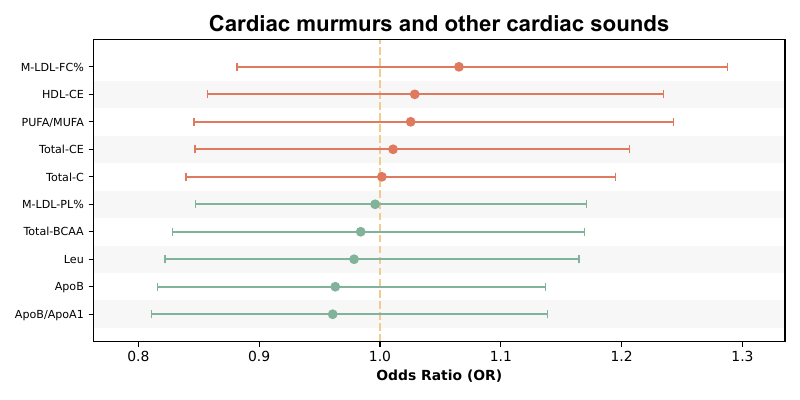 Cardiac murmurs and other cardiac sounds
M-LDL-FC%
HDL-CE
PUFA/MUFA
Total-CE
Total-C
M-LDL-PL%
Total-BCAA
Leu
ApoB
ApoB/ApoA1
0.8 0.9 1.0 1.1 1.2 1.3
Odds Ratio (OR)